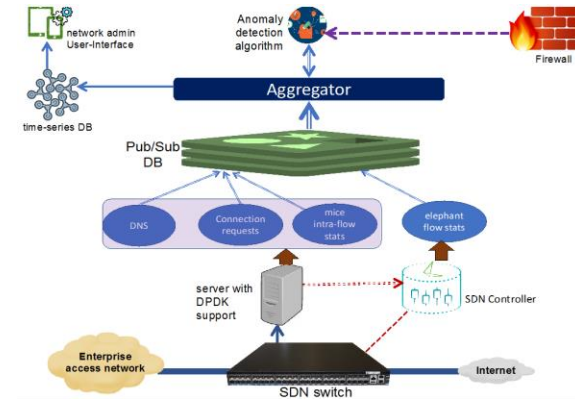 network admin
User-Interface
Anomaly
detection
algorithm
Firewall
Aggregator
time-series DB
Pub/Sub
DB
DNS
Connection
requests
mice
intra-flow
stats
elephant
flow stats
server with
DPDK
support
SDN Controller
Enterprise
access network
Internet
SDN switch